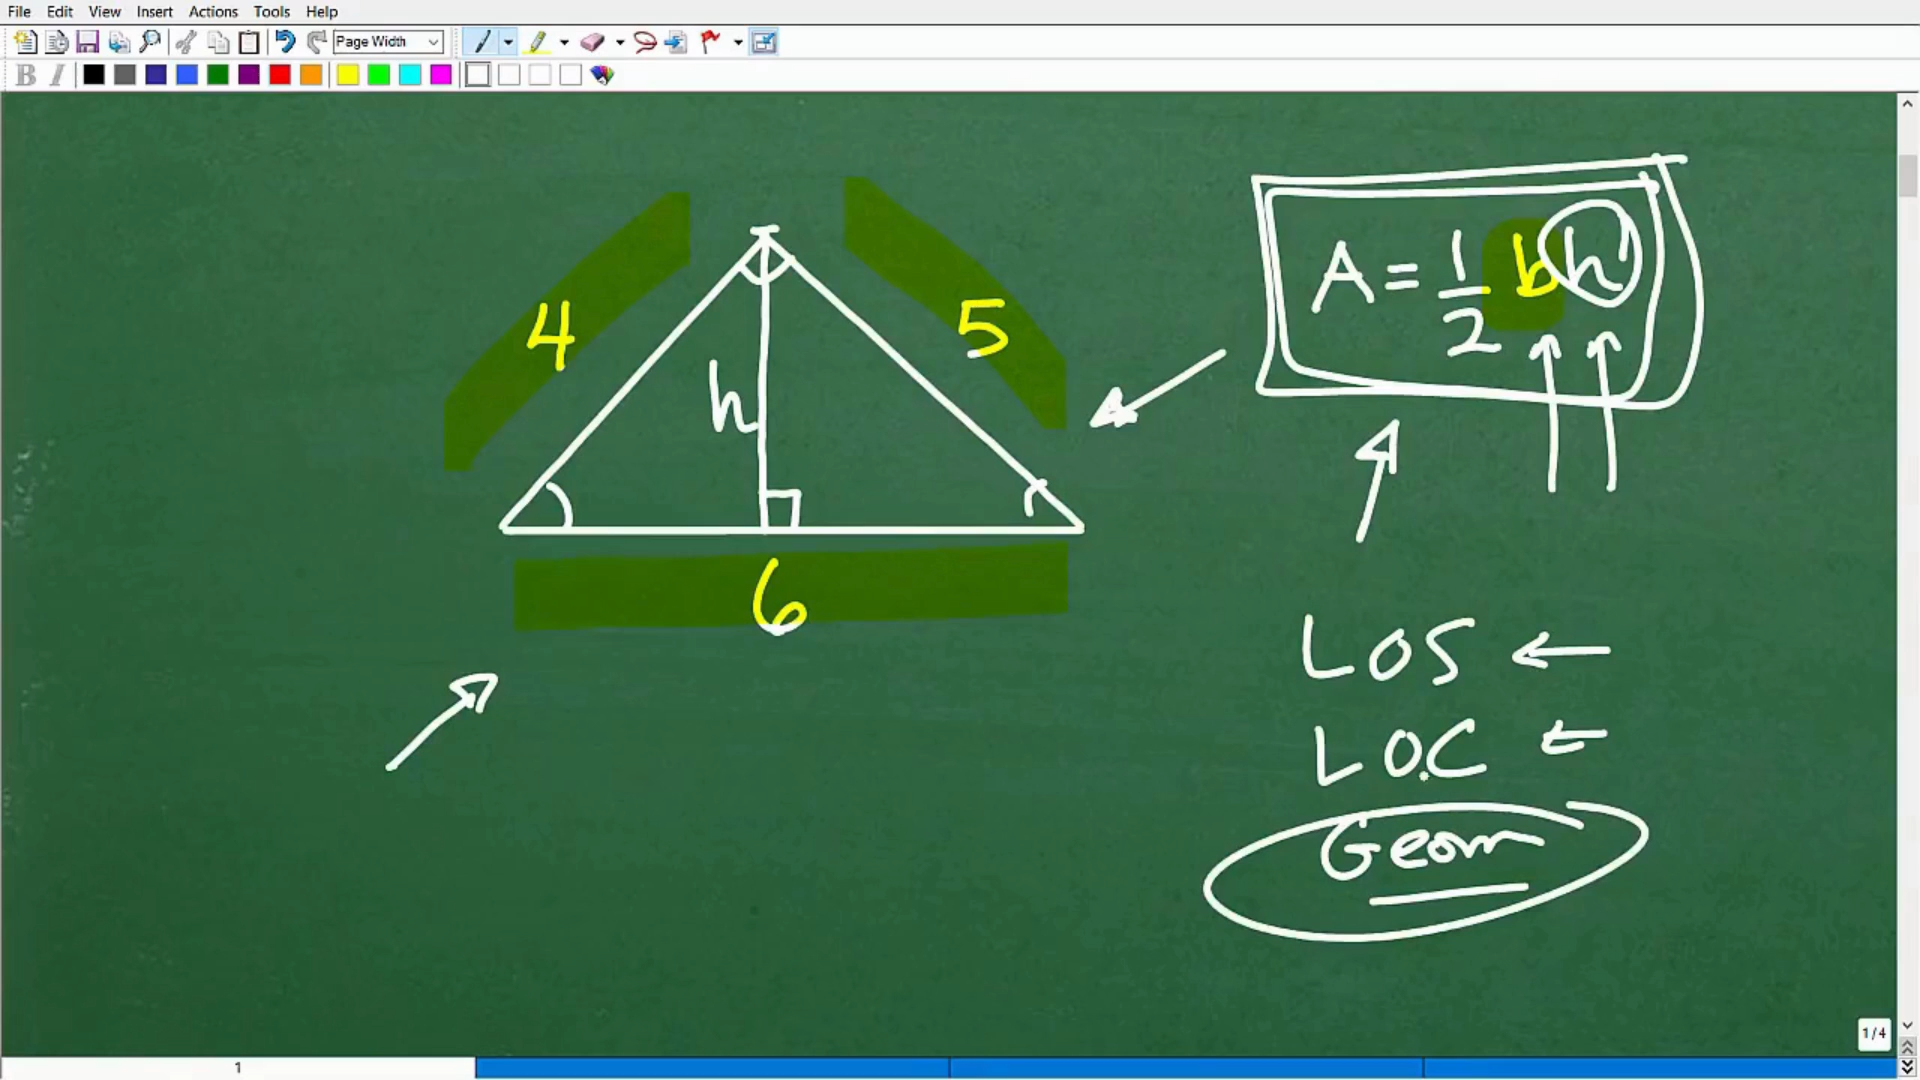 File Edit View Insert Actions Tools Help
Page Width
B I
4
5
h
6
A = 1/2 bh
LOS ←
LOC ←
Geom
1/4
1